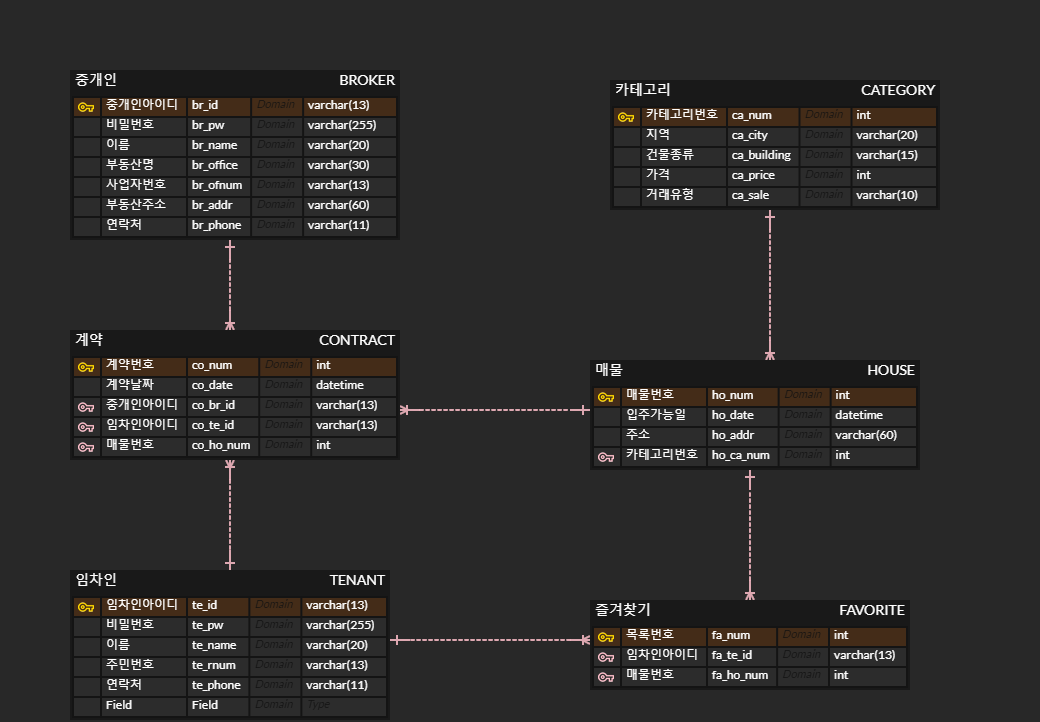 중개인 BROKER
중개인아이디 br_id Domain varchar(13)
비밀번호 br_pw Domain varchar(255)
이름 br_name Domain varchar(20)
부동산명 br_office Domain varchar(30)
사업자번호 br_ofnum Domain varchar(13)
부동산주소 br_addr Domain varchar(60)
연락처 br_phone Domain varchar(11)
카테고리 CATEGORY
카테고리번호 ca_num Domain int
지역 ca_city Domain varchar(20)
건물종류 ca_building Domain varchar(15)
가격 ca_price Domain int
거래유형 ca_sale Domain varchar(10)
계약 CONTRACT
계약번호 co_num Domain int
계약날짜 co_date Domain datetime
중개인아이디 co_br_id Domain varchar(13)
임차인아이디 co_te_id Domain varchar(13)
매물번호 co_ho_num Domain int
매물 HOUSE
매물번호 ho_num Domain int
입주가능일 ho_date Domain datetime
주소 ho_addr Domain varchar(60)
카테고리번호 ho_ca_num Domain int
임차인 TENANT
임차인아이디 te_id Domain varchar(13)
비밀번호 te_pw Domain varchar(255)
이름 te_name Domain varchar(20)
주민번호 te_rnum Domain varchar(13)
연락처 te_phone Domain varchar(11)
Field Field Domain Type
즐겨찾기 FAVORITE
목록번호 fa_num Domain int
임차인아이디 fa_te_id Domain varchar(13)
매물번호 fa_ho_num Domain int